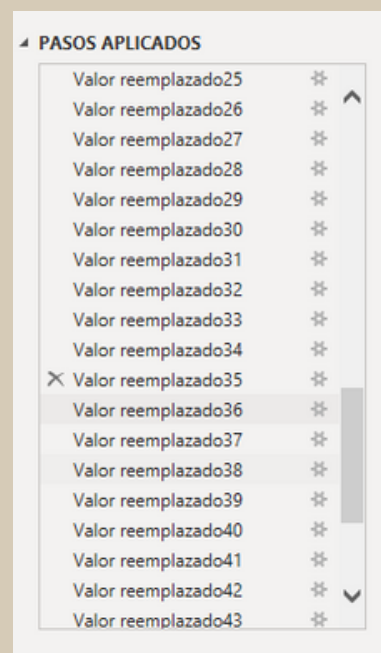 PASOS APLICADOS
Valor reemplazado25
Valor reemplazado26
Valor reemplazado27
Valor reemplazado28
Valor reemplazado29
Valor reemplazado30
Valor reemplazado31
Valor reemplazado32
Valor reemplazado33
Valor reemplazado34
Valor reemplazado35
Valor reemplazado36
Valor reemplazado37
Valor reemplazado38
Valor reemplazado39
Valor reemplazado40
Valor reemplazado41
Valor reemplazado42
Valor reemplazado43